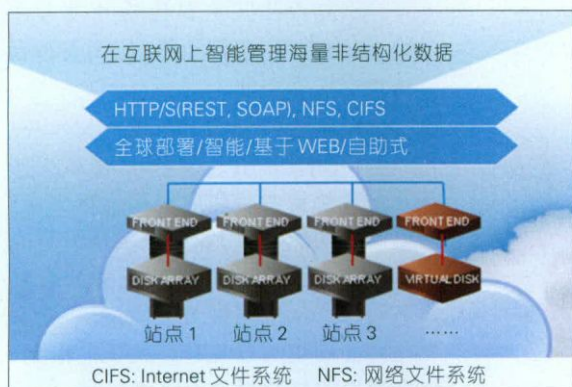 在互联网上智能管理海量非结构化数据
HTTP/S(REST, SOAP), NFS, CIFS
全球部署/智能/基于WEB/自助式
FRONT END FRONT END FRONT END FRONT END
DISK ARRAY DISK ARRAY DISK ARRAY VIRTUAL DISK
站点1 站点2 站点3 ……
CIFS: Internet 文件系统 NFS: 网络文件系统